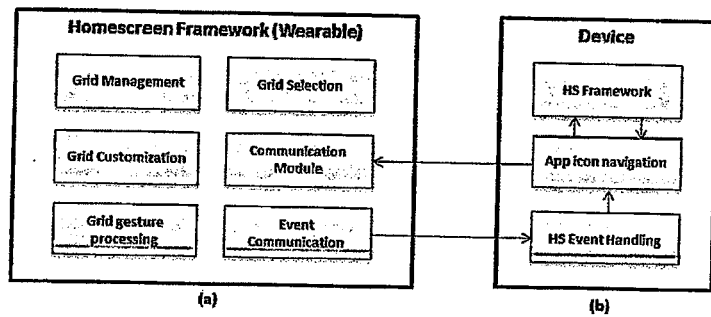 Homescreen Framework (Wearable)
Grid Management
Grid Selection
Grid Customization
Communication
Module
Grid gesture
processing
Event
Communication
(a)
Device
HS Framework
App icon navigation
HS Event Handling
(b)